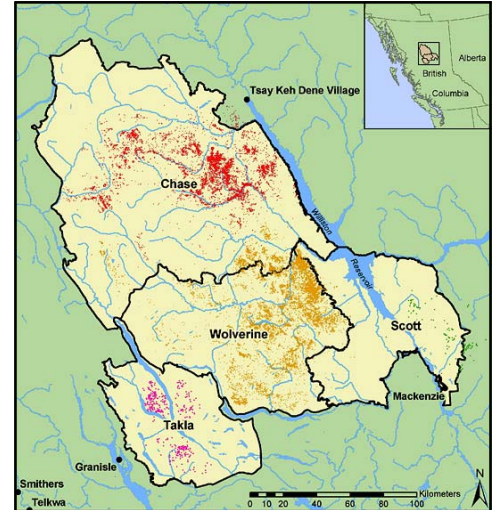 Alberta
British
Columbia
Tsay Keh Dene Village
Chase
Williston
Reservoir
Wolverine
Scott
Mackenzie
Takla
Granisle
Smithers
Telkwa
Kilometers
0 10 20 40 60 80 100
N